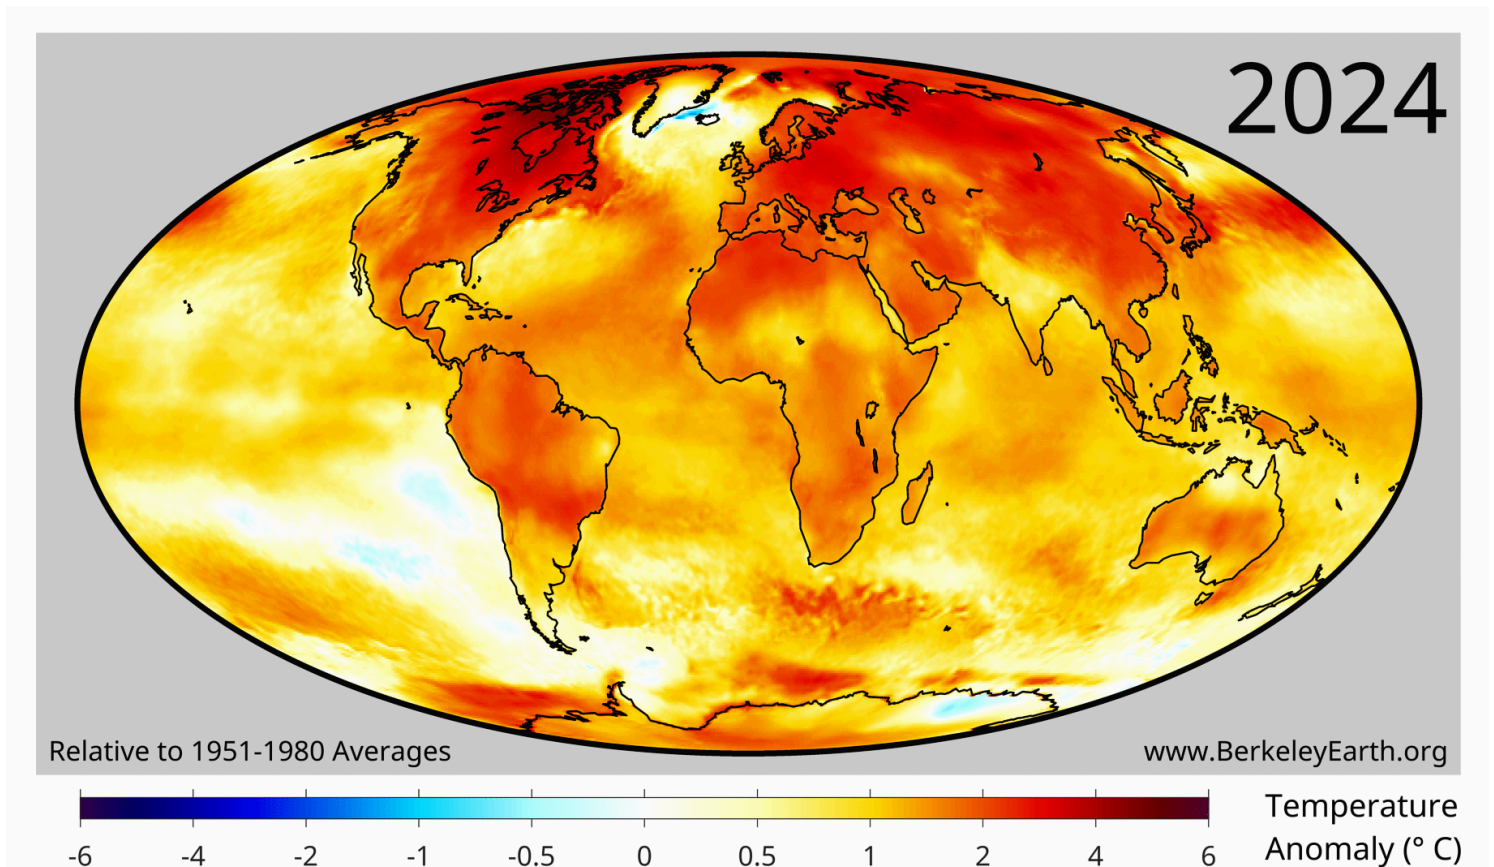 2024
Relative to 1951-1980 Averages
www.BerkeleyEarth.org
-6 -4 -2 -1 -0.5 0 0.5 1 2 4 6
Temperature
Anomaly (° C)